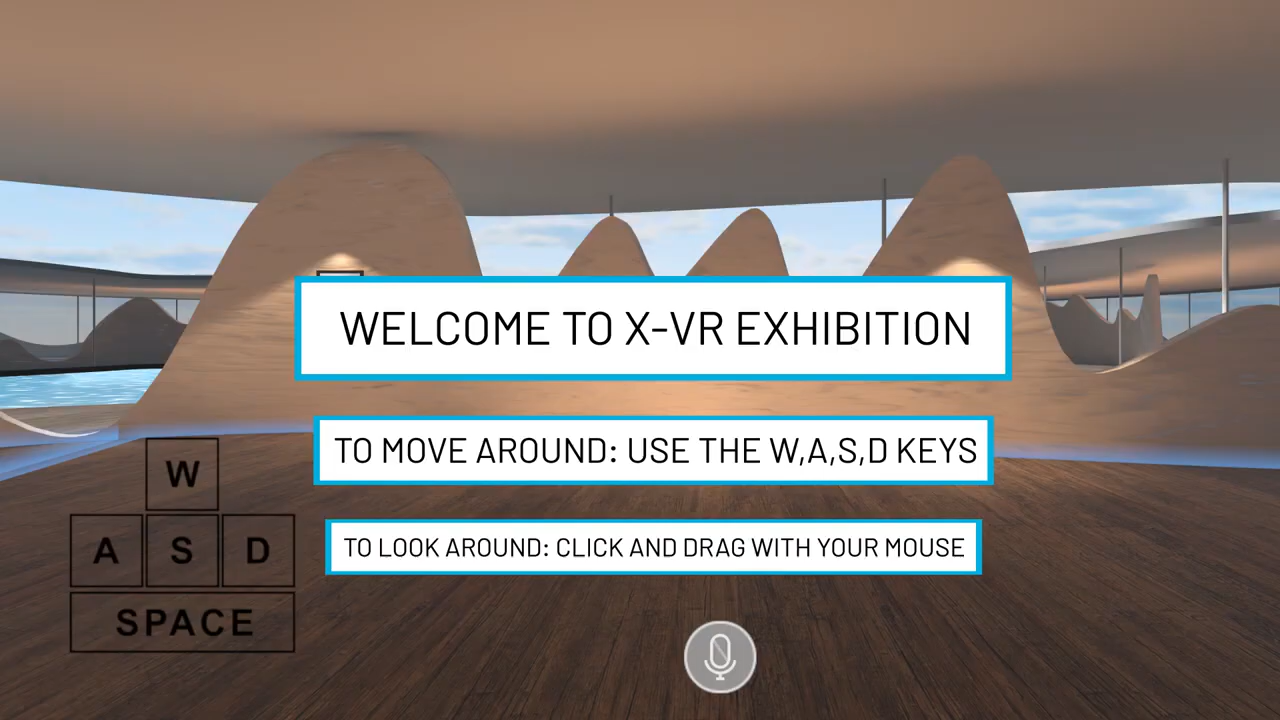 WELCOME TO X-VR EXHIBITION
TO MOVE AROUND: USE THE W,A,S,D KEYS
W
A S D
TO LOOK AROUND: CLICK AND DRAG WITH YOUR MOUSE
SPACE